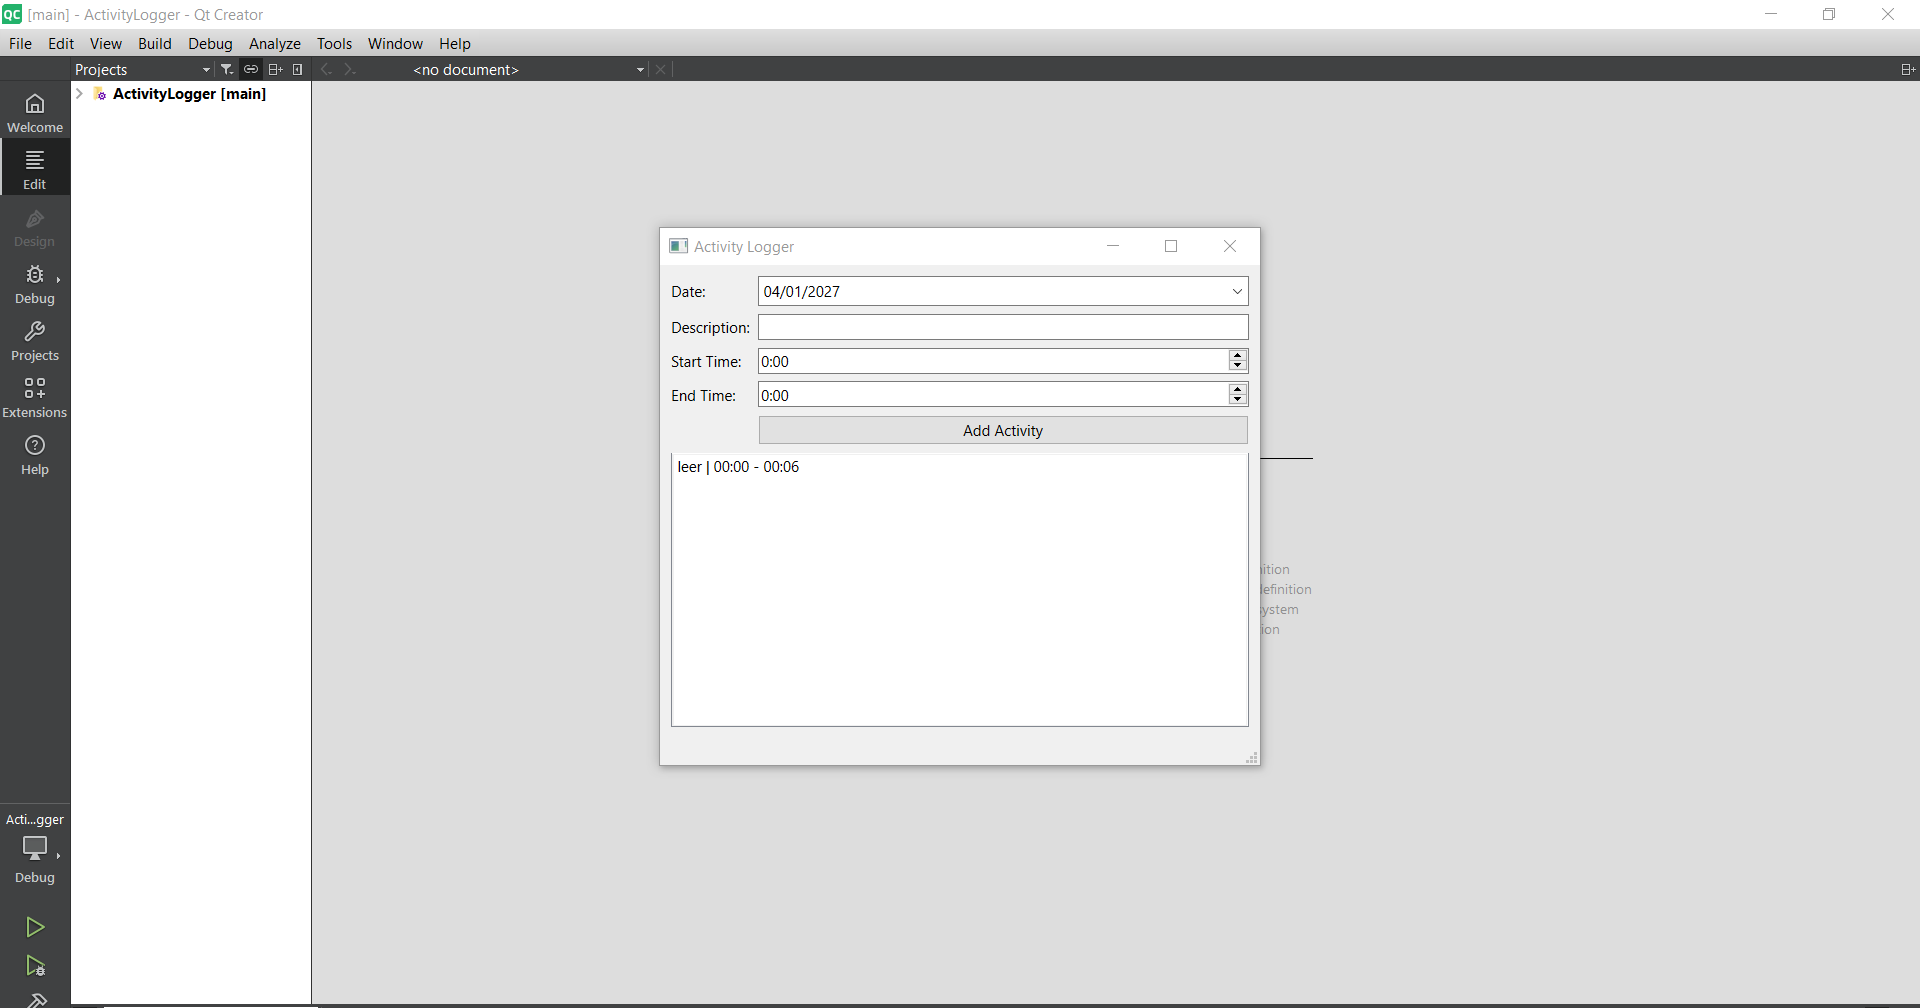 [main] - ActivityLogger - Qt Creator
File Edit View Build Debug Analyze Tools Window Help
Projects <no document>
ActivityLogger [main]
Welcome
Edit
Design
Debug
Projects
Extensions
Help
Activity Logger
Date: 04/01/2027
Description:
Start Time: 0:00
End Time: 0:00
Add Activity
leer | 00:00 - 00:06
ition
definition
system
ion
Acti...gger
Debug